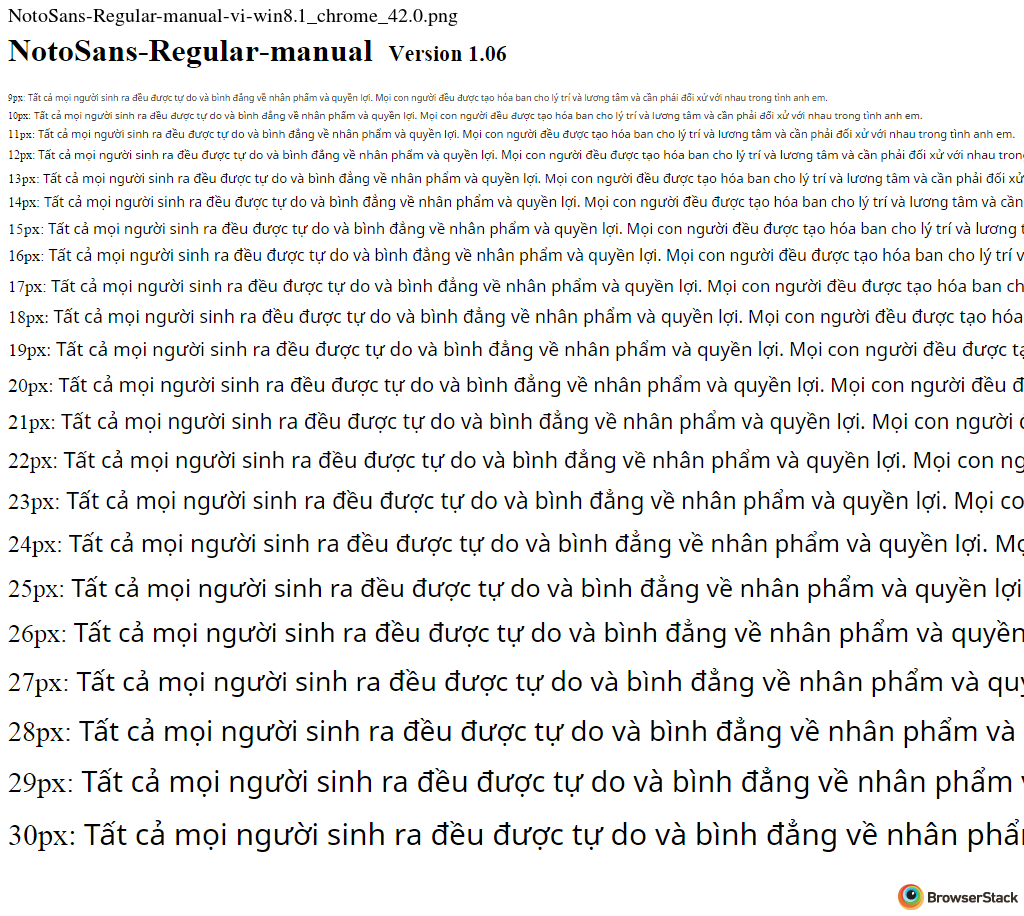 NotoSans-Regular-manual-vi-win8.1_chrome_42.0.png
NotoSans-Regular-manual Version 1.06
9px: Tất cả mọi người sinh ra đều được tự do và bình đẳng về nhân phẩm và quyền lợi. Mọi con người đều được tạo hóa ban cho lý trí và lương tâm và cần phải đối xử với nhau trong tình anh em.
10px: Tất cả mọi người sinh ra đều được tự do và bình đẳng về nhân phẩm và quyền lợi. Mọi con người đều được tạo hóa ban cho lý trí và lương tâm và cần phải đối xử với nhau trong tình anh em.
11px: Tất cả mọi người sinh ra đều được tự do và bình đẳng về nhân phẩm và quyền lợi. Mọi con người đều được tạo hóa ban cho lý trí và lương tâm và cần phải đối xử với nhau trong tình anh em.
12px: Tất cả mọi người sinh ra đều được tự do và bình đẳng về nhân phẩm và quyền lợi. Mọi con người đều được tạo hóa ban cho lý trí và lương tâm và cần phải đối xử với nhau tron
13px: Tất cả mọi người sinh ra đều được tự do và bình đẳng về nhân phẩm và quyền lợi. Mọi con người đều được tạo hóa ban cho lý trí và lương tâm và cần phải đối xử
14px: Tất cả mọi người sinh ra đều được tự do và bình đẳng về nhân phẩm và quyền lợi. Mọi con người đều được tạo hóa ban cho lý trí và lương tâm và cần
15px: Tất cả mọi người sinh ra đều được tự do và bình đẳng về nhân phẩm và quyền lợi. Mọi con người đều được tạo hóa ban cho lý trí và lương t
16px: Tất cả mọi người sinh ra đều được tự do và bình đẳng về nhân phẩm và quyền lợi. Mọi con người đều được tạo hóa ban cho lý trí v
17px: Tất cả mọi người sinh ra đều được tự do và bình đẳng về nhân phẩm và quyền lợi. Mọi con người đều được tạo hóa ban ch
18px: Tất cả mọi người sinh ra đều được tự do và bình đẳng về nhân phẩm và quyền lợi. Mọi con người đều được tạo hóa
19px: Tất cả mọi người sinh ra đều được tự do và bình đẳng về nhân phẩm và quyền lợi. Mọi con người đều được tạ
20px: Tất cả mọi người sinh ra đều được tự do và bình đẳng về nhân phẩm và quyền lợi. Mọi con người đều đ
21px: Tất cả mọi người sinh ra đều được tự do và bình đẳng về nhân phẩm và quyền lợi. Mọi con người
22px: Tất cả mọi người sinh ra đều được tự do và bình đẳng về nhân phẩm và quyền lợi. Mọi con ng
23px: Tất cả mọi người sinh ra đều được tự do và bình đẳng về nhân phẩm và quyền lợi. Mọi co
24px: Tất cả mọi người sinh ra đều được tự do và bình đẳng về nhân phẩm và quyền lợi. Mọ
25px: Tất cả mọi người sinh ra đều được tự do và bình đẳng về nhân phẩm và quyền lợi
26px: Tất cả mọi người sinh ra đều được tự do và bình đẳng về nhân phẩm và quyền
27px: Tất cả mọi người sinh ra đều được tự do và bình đẳng về nhân phẩm và quy
28px: Tất cả mọi người sinh ra đều được tự do và bình đẳng về nhân phẩm và
29px: Tất cả mọi người sinh ra đều được tự do và bình đẳng về nhân phẩm
30px: Tất cả mọi người sinh ra đều được tự do và bình đẳng về nhân phẩ
BrowserStack